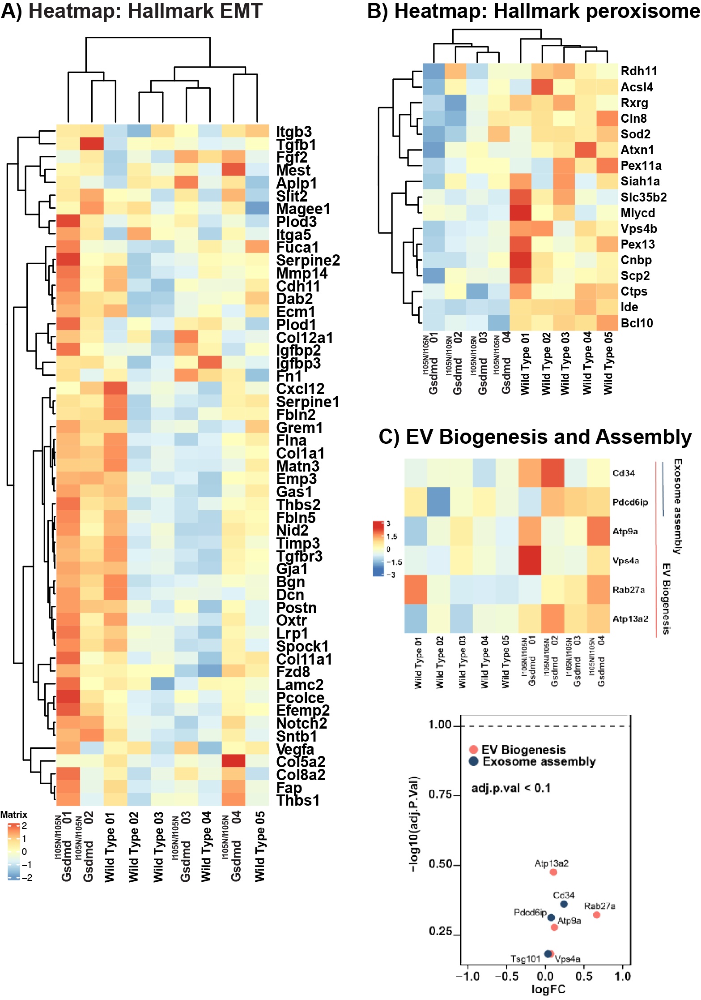 A) Heatmap: Hallmark EMT
Itgb3
Tgfb1
Fgf2
Mest
Aplp1
Slit2
Magee1
Plod3
Itga5
Fuca1
Serpine2
Mmp14
Cdh11
Dab2
Ecm1
Plod1
Col12a1
Igfbp2
Igfbp3
Fn1
Cxcl12
Serpine1
Fbln2
Grem1
Flna
Col1a1
Matn3
Emp3
Gas1
Thbs2
Fbln5
Nid2
Timp3
Tgfbr3
Gja1
Bgn
Dcn
Postn
Oxtr
Lrp1
Spock1
Col11a1
Fzd8
Lamc2
Pcolce
Efemp2
Notch2
Sntb1
Vegfa
Col5a2
Col8a2
Fap
Thbs1
Matrix
2
1
0
−1
−2
Gsdmd I105N/I105N 01
Gsdmd I105N/I105N 02
Wild Type 01
Wild Type 02
Wild Type 03
Gsdmd I105N/I105N 03
Wild Type 04
Gsdmd I105N/I105N 04
Wild Type 05
B) Heatmap: Hallmark peroxisome
Rdh11
Acsl4
Rxrg
Cln8
Sod2
Atxn1
Pex11a
Siah1a
Slc35b2
Mlycd
Vps4b
Pex13
Cnbp
Scp2
Ctps
Ide
Bcl10
Gsdmd I105N/I105N 01
Gsdmd I105N/I105N 02
Gsdmd I105N/I105N 03
Gsdmd I105N/I105N 04
Wild Type 01
Wild Type 02
Wild Type 03
Wild Type 04
Wild Type 05
C) EV Biogenesis and Assembly
Cd34
Pdcd6ip
Atp9a
Vps4a
Rab27a
Atp13a2
Exosome assembly
EV Biogenesis
3
1.5
0
−1.5
−3
Wild Type 01
Wild Type 02
Wild Type 03
Wild Type 04
Wild Type 05
Gsdmd I105N/I105N 01
Gsdmd I105N/I105N 02
Gsdmd I105N/I105N 03
Gsdmd I105N/I105N 04
1.00
0.75
0.50
0.25
−log10(adj.P.Val)
EV Biogenesis
Exosome assembly
adj.p.val < 0.1
Atp13a2
Cd34
Rab27a
Pdcd6ip
Atp9a
Tsg101
Vps4a
−1.0
−0.5
0.0
0.5
1.0
logFC